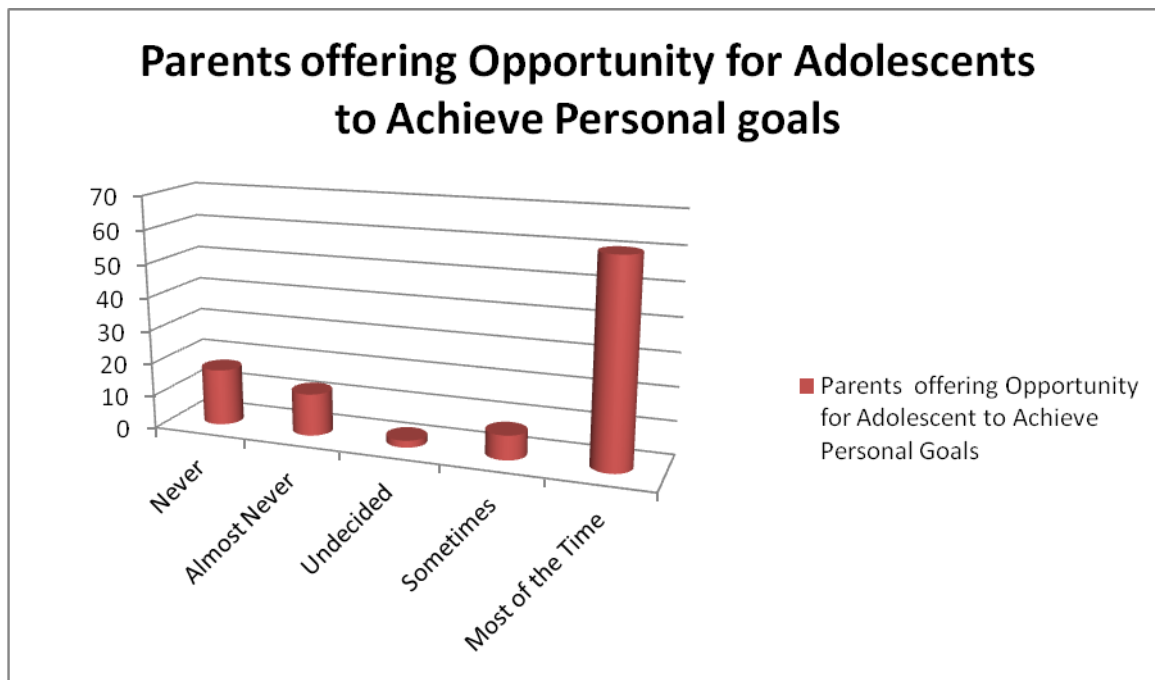 Parents offering Opportunity for Adolescents
to Achieve Personal goals
70
60
50
40
30
20
10
0
Never
Almost Never
Undecided
Sometimes
Most of the Time
Parents offering Opportunity
for Adolescent to Achieve
Personal Goals